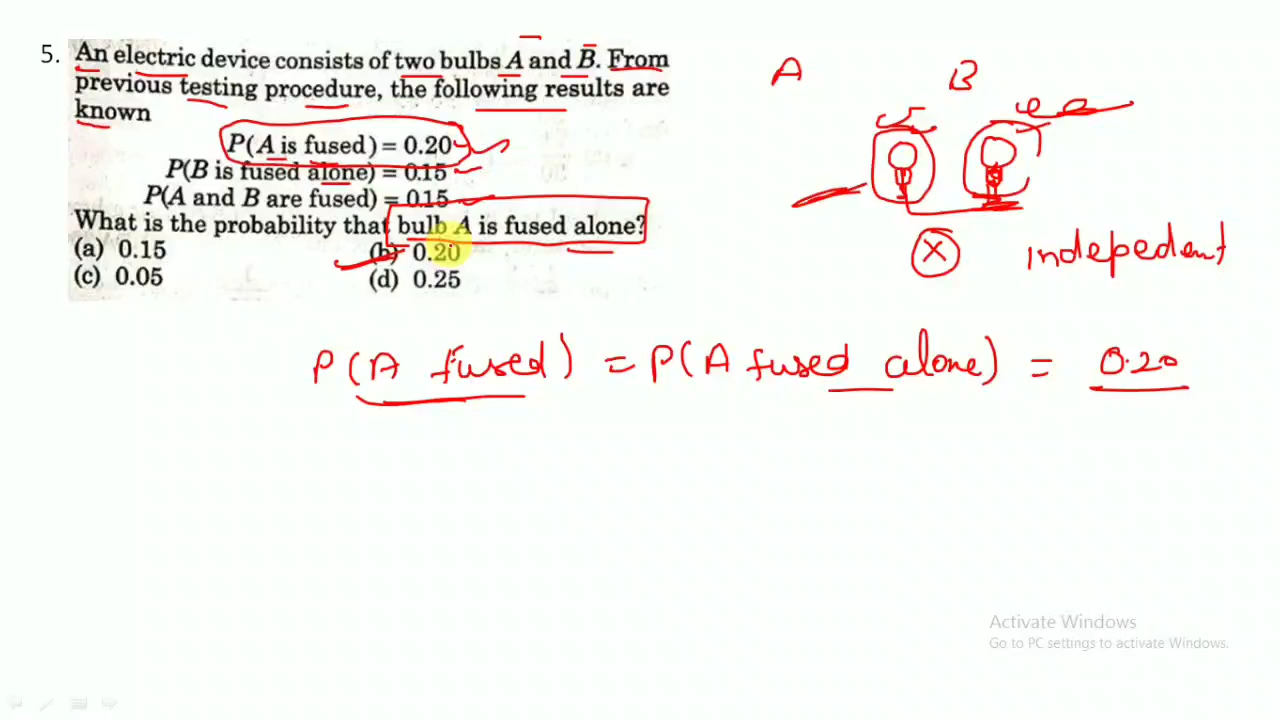 5. An electric device consists of two bulbs A and B. From
previous testing procedure, the following results are
known
P(A is fused) = 0.20
P(B is fused alone) = 0.15
P(A and B are fused) = 015
What is the probability that bulb A is fused alone?
(a) 0.15 (b) 0.20
(c) 0.05 (d) 0.25
A B
X indepedent
P(A fused) = P(A fused alone) = 0.20
Activate Windows
Go to PC settings to activate Windows.